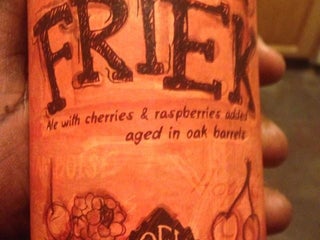 FRIEK
Ale with cherries & raspberries added
aged in oak barrels